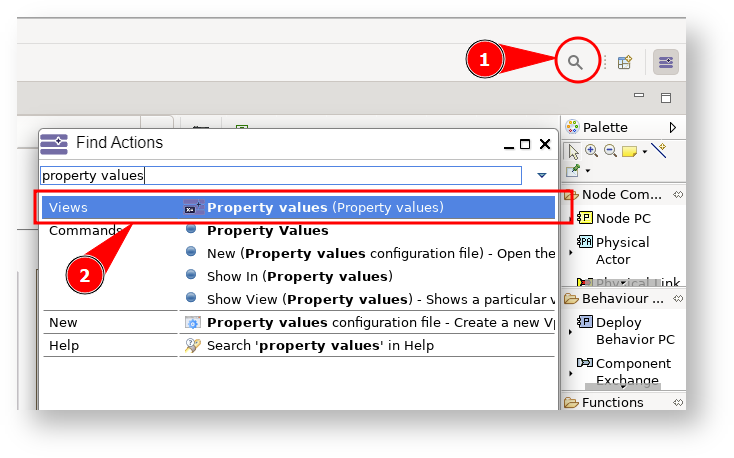 1
Palette
Find Actions
property values
Node Com...
Views
Property values (Property values)
Node PC
Commands
Property Values
New (Property values configuration file) - Open the
Physical
Actor
2
Show In (Property values)
Physical Link
Show View (Property values) - Shows a particular v
Behaviour ...
New
Property values configuration file - Create a new Vp
Deploy
Behavior PC
Help
Search 'property values' in Help
Component
Exchange
Functions